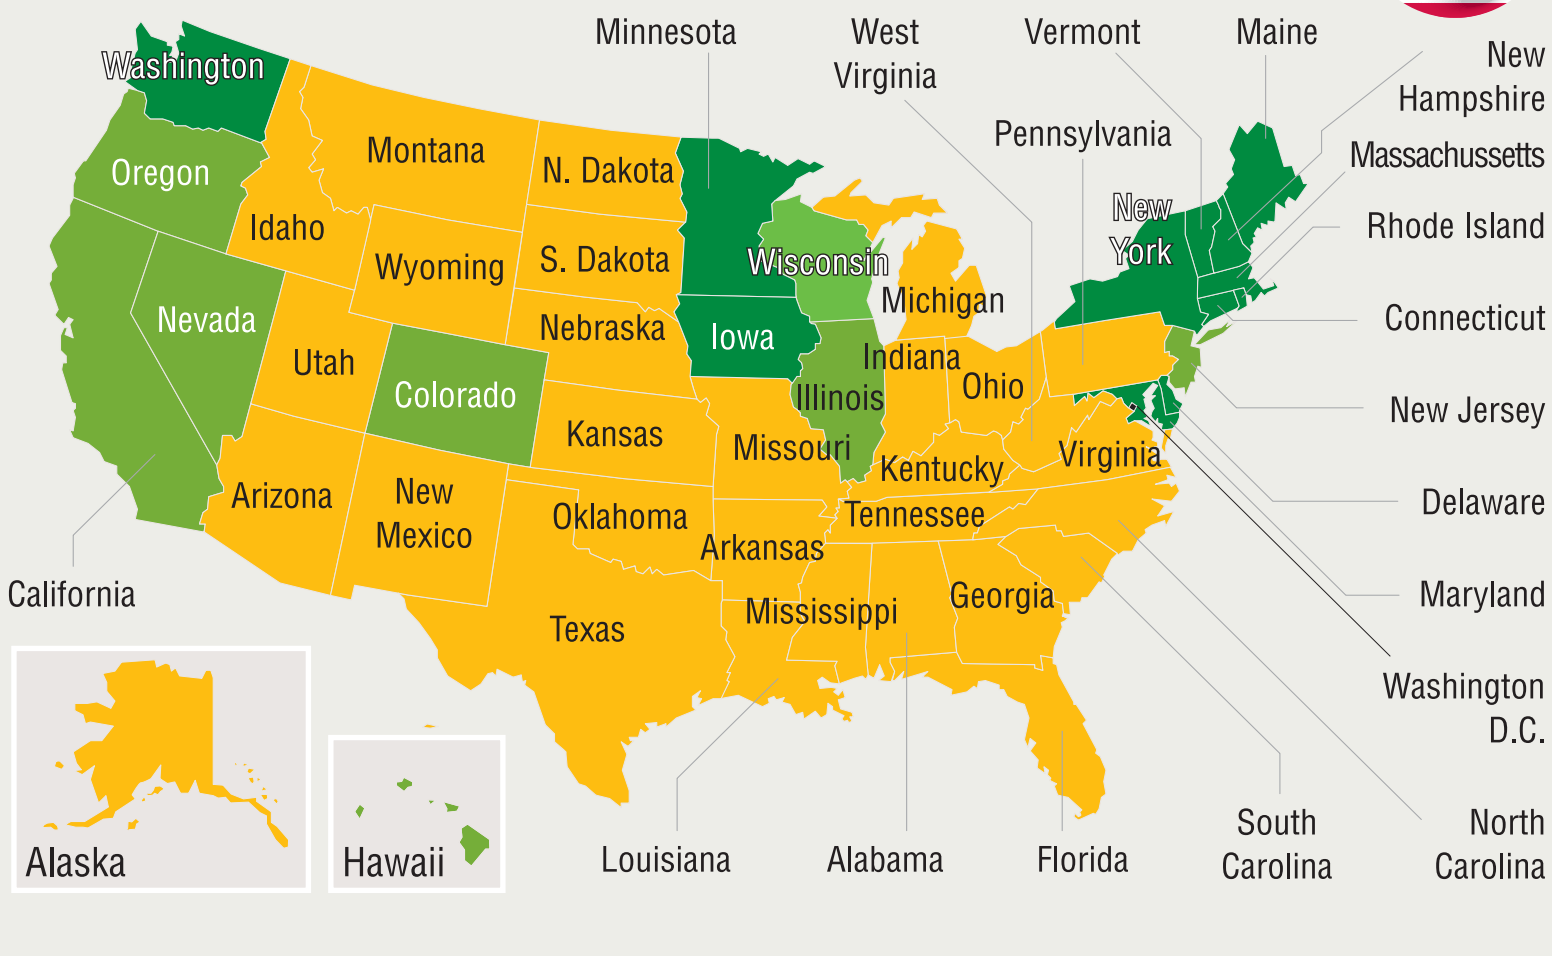 Minnesota
West
Virginia
Vermont
Maine
New
Hampshire
Washington
Pennsylvania
Massachussetts
Montana
N. Dakota
Oregon
New
York
Rhode Island
Idaho
Wyoming
S. Dakota
Wisconsin
Michigan
Connecticut
Nevada
Nebraska
Iowa
Utah
Indiana
Colorado
Illinois
Ohio
New Jersey
Kansas
Missouri
Kentucky
Virginia
Arizona
New
Mexico
Oklahoma
Tennessee
Delaware
Arkansas
California
Mississippi
Georgia
Maryland
Texas
Washington
D.C.
Alaska
Hawaii
Louisiana
Alabama
Florida
South
Carolina
North
Carolina